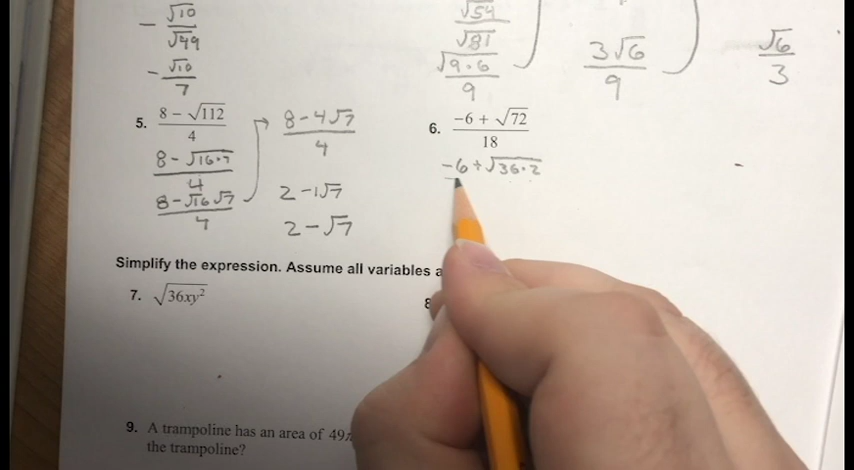 - √10
√49
- √10
7
√54
√81
√9·6
9
3√6
9
√6
3
5. 8 − √112
4
8 - √16·7
4
8 - √16 √7
4
8 - 4√7
4
2 - 1√7
2 - √7
6. −6 + √72
18
-6 + √36·2
Simplify the expression. Assume all variables a
7. √36xy²
8
9. A trampoline has an area of 49
the trampoline?